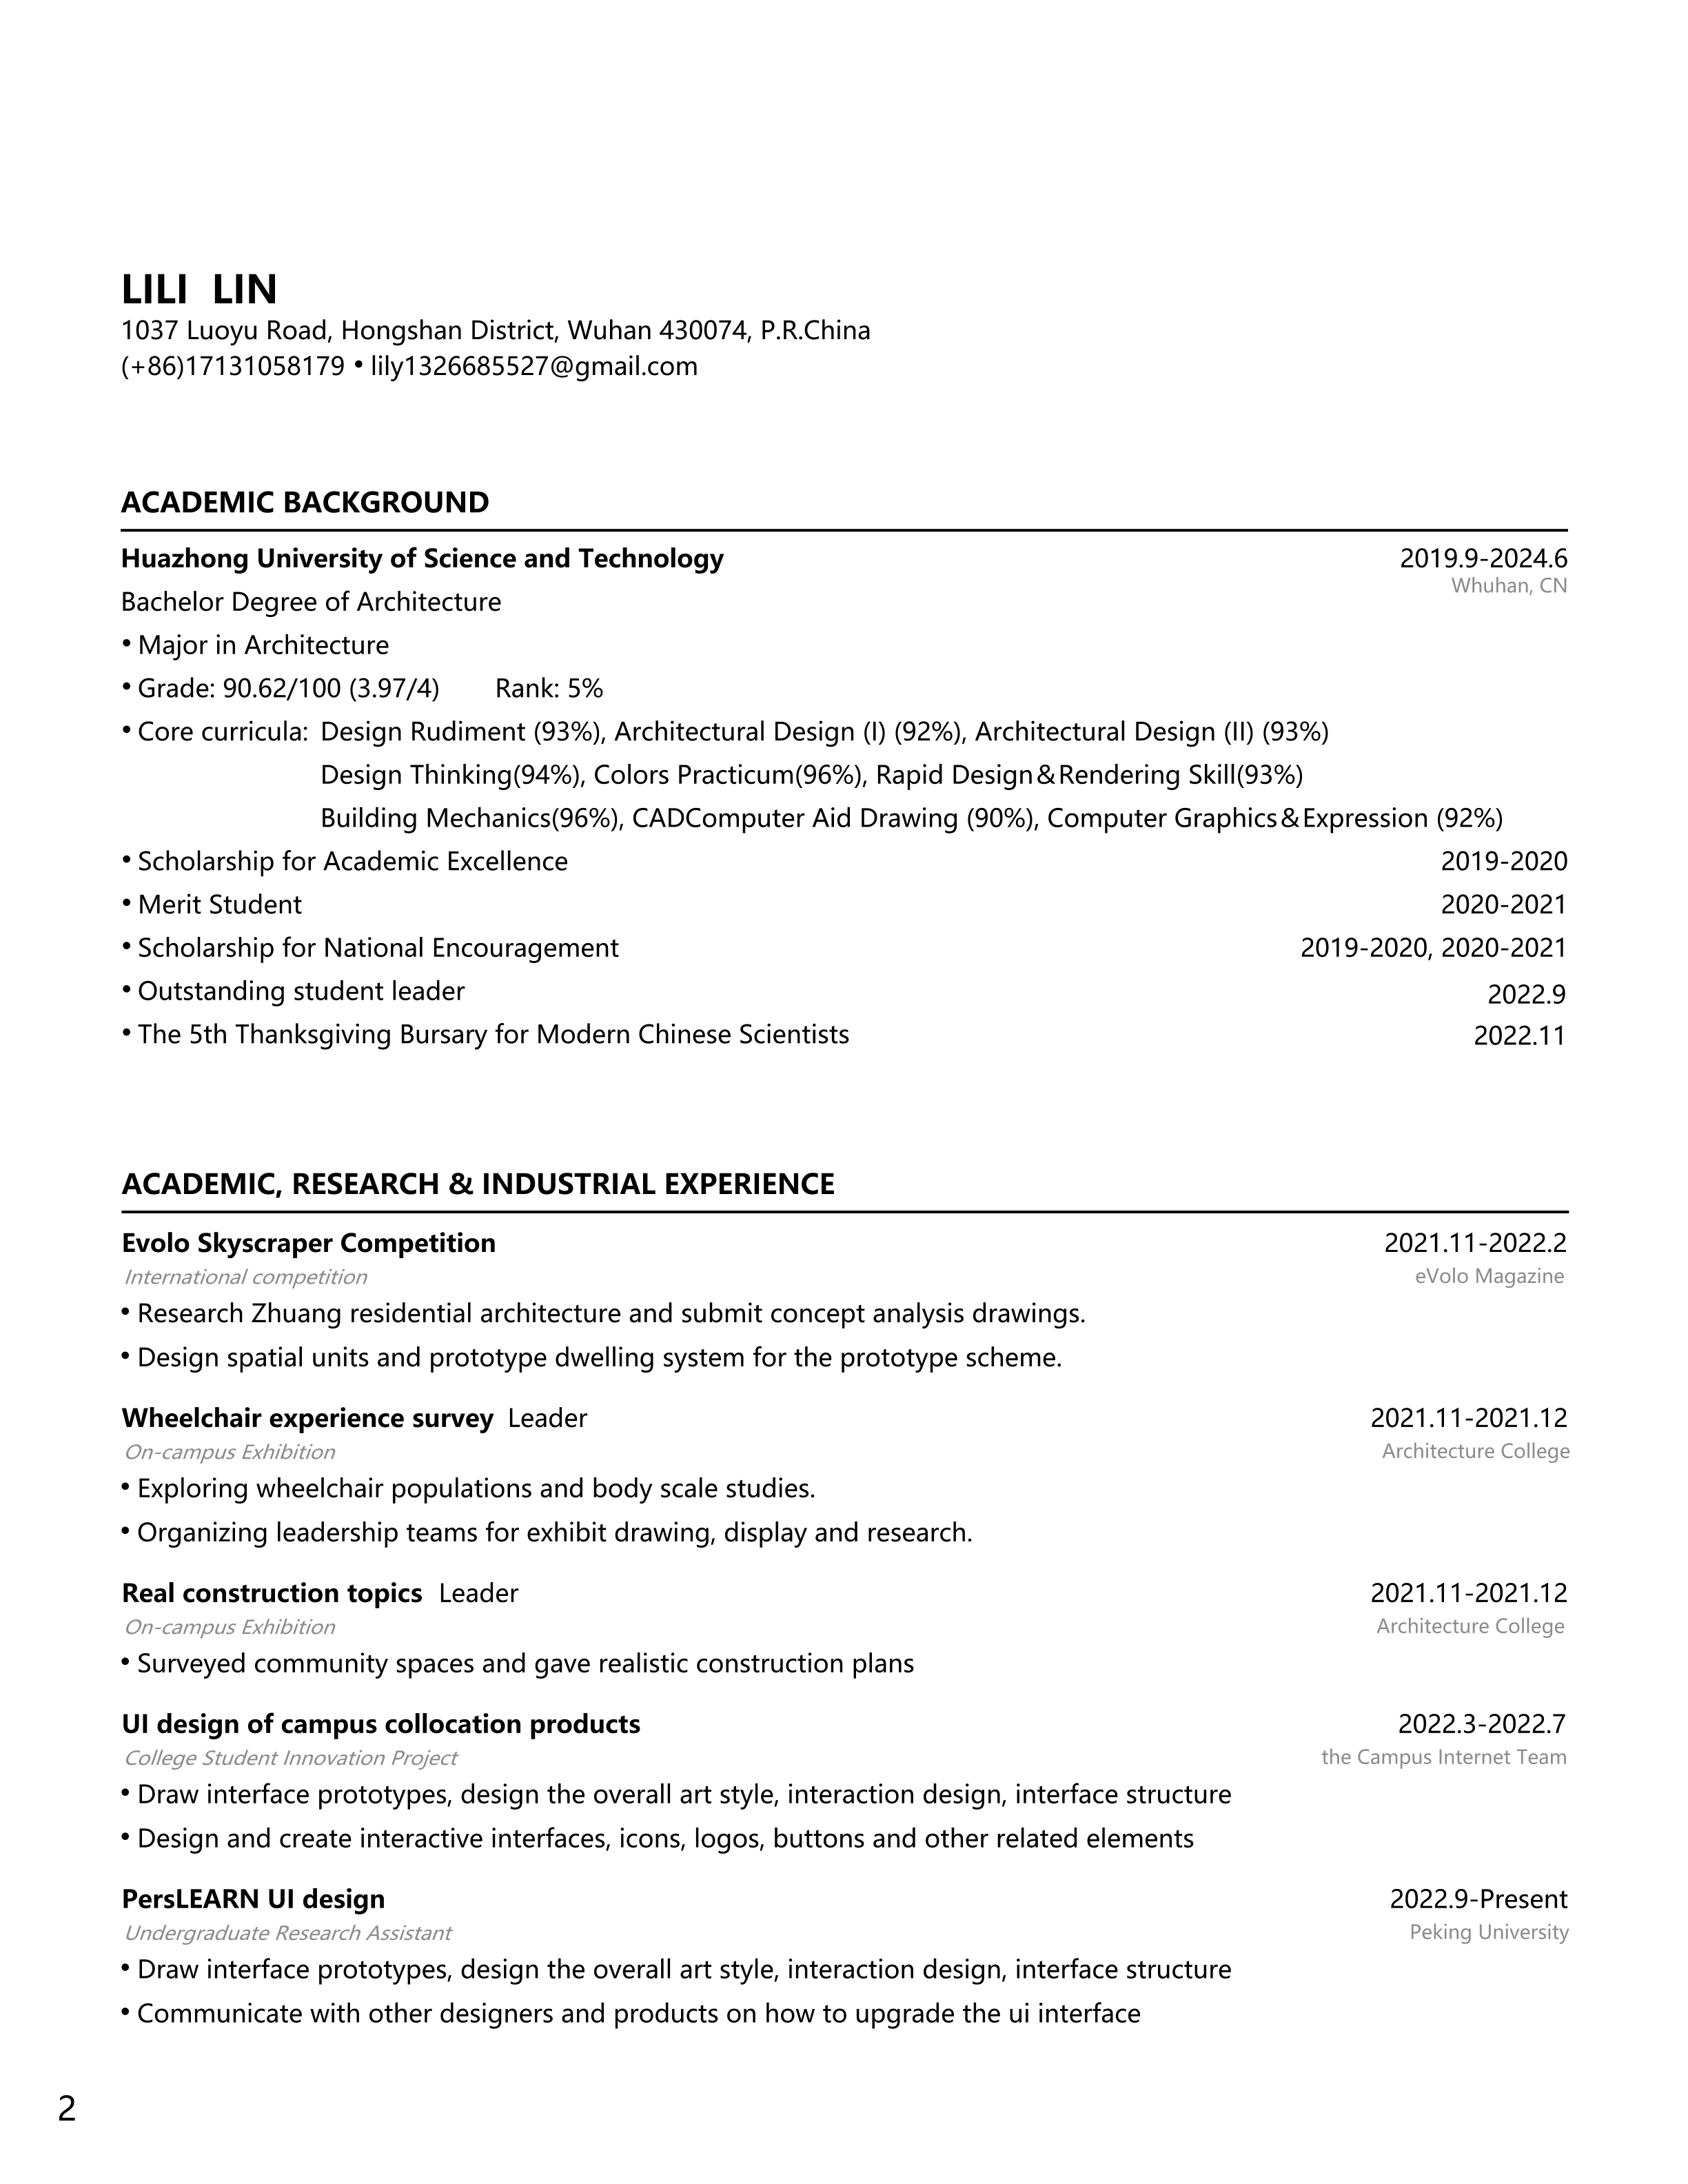 LILI LIN
1037 Luoyu Road, Hongshan District, Wuhan 430074, P.R.China
(+86)17131058179 • lily1326685527@gmail.com
ACADEMIC BACKGROUND
Huazhong University of Science and Technology 2019.9-2024.6
Whuhan, CN
Bachelor Degree of Architecture
• Major in Architecture
• Grade: 90.62/100 (3.97/4) Rank: 5%
• Core curricula: Design Rudiment (93%), Architectural Design (I) (92%), Architectural Design (II) (93%)
Design Thinking(94%), Colors Practicum(96%), Rapid Design&Rendering Skill(93%)
Building Mechanics(96%), CADComputer Aid Drawing (90%), Computer Graphics&Expression (92%)
• Scholarship for Academic Excellence 2019-2020
• Merit Student 2020-2021
• Scholarship for National Encouragement 2019-2020, 2020-2021
• Outstanding student leader 2022.9
• The 5th Thanksgiving Bursary for Modern Chinese Scientists 2022.11
ACADEMIC, RESEARCH & INDUSTRIAL EXPERIENCE
Evolo Skyscraper Competition 2021.11-2022.2
International competition eVolo Magazine
• Research Zhuang residential architecture and submit concept analysis drawings.
• Design spatial units and prototype dwelling system for the prototype scheme.
Wheelchair experience survey Leader 2021.11-2021.12
On-campus Exhibition Architecture College
• Exploring wheelchair populations and body scale studies.
• Organizing leadership teams for exhibit drawing, display and research.
Real construction topics Leader 2021.11-2021.12
On-campus Exhibition Architecture College
• Surveyed community spaces and gave realistic construction plans
UI design of campus collocation products 2022.3-2022.7
College Student Innovation Project the Campus Internet Team
• Draw interface prototypes, design the overall art style, interaction design, interface structure
• Design and create interactive interfaces, icons, logos, buttons and other related elements
PersLEARN UI design 2022.9-Present
Undergraduate Research Assistant Peking University
• Draw interface prototypes, design the overall art style, interaction design, interface structure
• Communicate with other designers and products on how to upgrade the ui interface
2